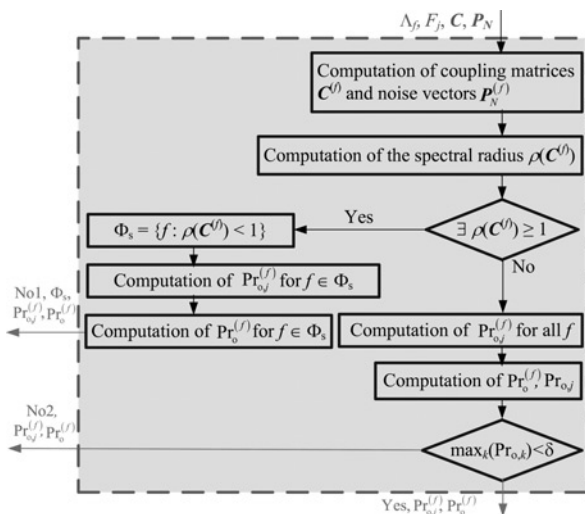 Λ_f, F_j, C, P_N
Computation of coupling matrices
C^(f) and noise vectors P_N^(f)
Computation of the spectral radius ρ(C^(f))
∃ ρ(C^(f)) ≥ 1
Yes
No
Φ_s = {f : ρ(C^(f)) < 1}
Computation of Pr_o,j^(f) for f ∈ Φ_s
Computation of Pr_o^(f) for f ∈ Φ_s
No1, Φ_s,
Pr_o,j^(f), Pr_o^(f)
Computation of Pr_o,j^(f) for all f
Computation of Pr_o^(f), Pr_o,j
No2,
Pr_o,j^(f), Pr_o^(f)
max_k(Pr_o,k)<δ
Yes, Pr_o,j^(f), Pr_o^(f)